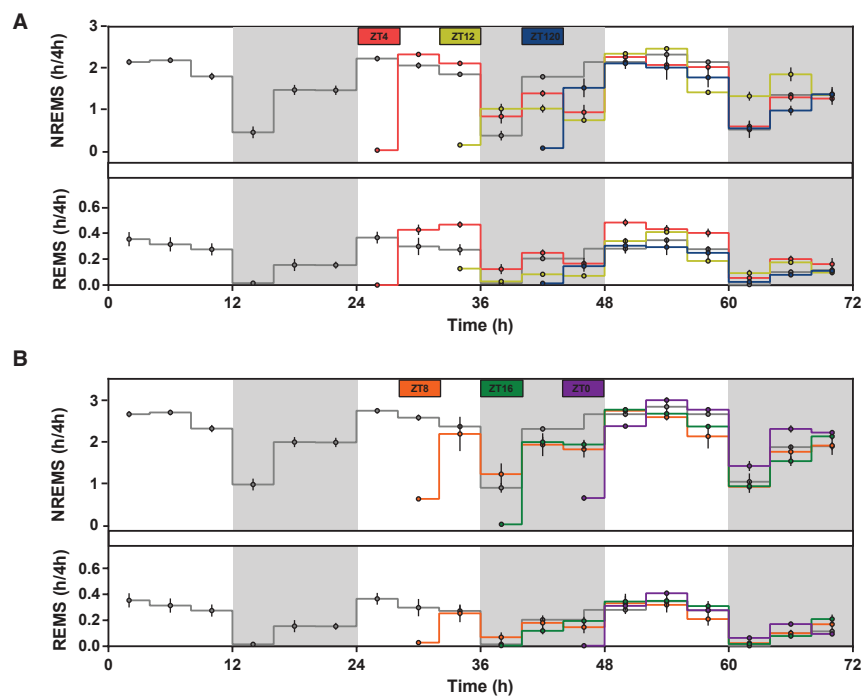 A
ZT4 ZT12 ZT120
3
2
1
0
NREMS (h/4h)
0.6
0.4
0.2
0.0
REMS (h/4h)
0 12 24 36 48 60 72
Time (h)
B
ZT8 ZT16 ZT0
3
2
1
0
NREMS (h/4h)
0.6
0.4
0.2
0.0
REMS (h/4h)
0 12 24 36 48 60 72
Time (h)